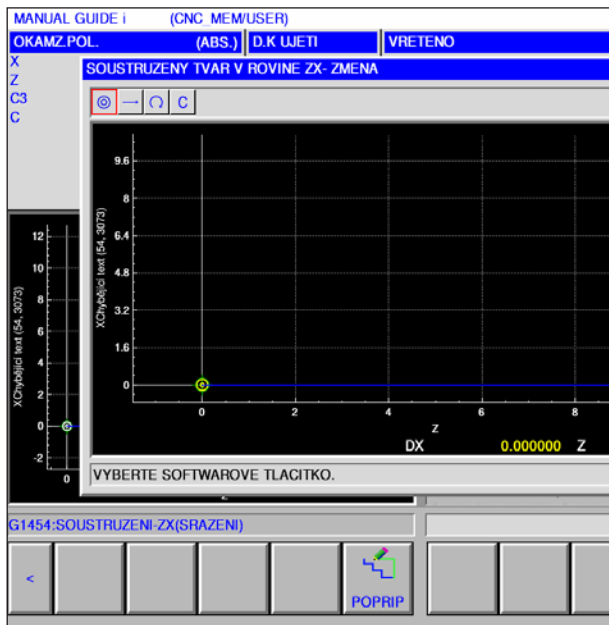 MANUAL GUIDE i (CNC_MEM/USER)
OKAMZ.POL. (ABS.) D.K UJETI VRETENO
X
Z
C3
C
SOUSTRUZENY TVAR V ROVINE ZX- ZMENA
C
9.6
8
6.4
4.8
3.2
1.6
0
XChybějící text (54, 3073)
0 2 4 6 8
Z
DX 0.000000 Z
VYBERTE SOFTWAROVE TLACITKO.
12
10
8
6
4
2
0
-2
XChybějící text (54, 3073)
0
G1454:SOUSTRUZENI-ZX(SRAZENI)
< POPRIP